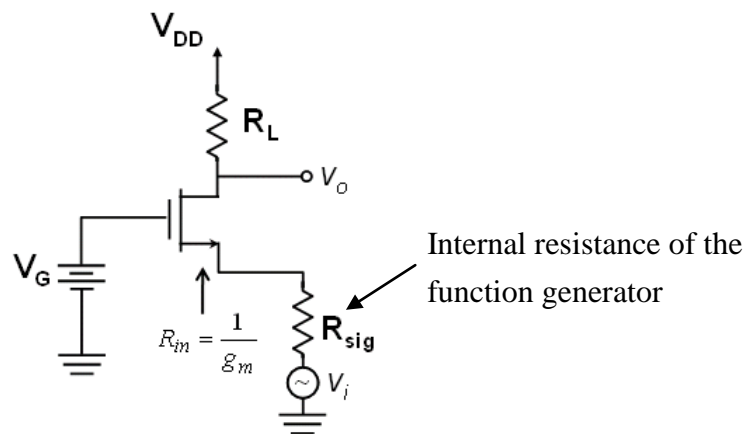 V_DD
R_L
V_o
V_G
R_in = 1/g_m
R_sig
~
V_i
Internal resistance of the
function generator